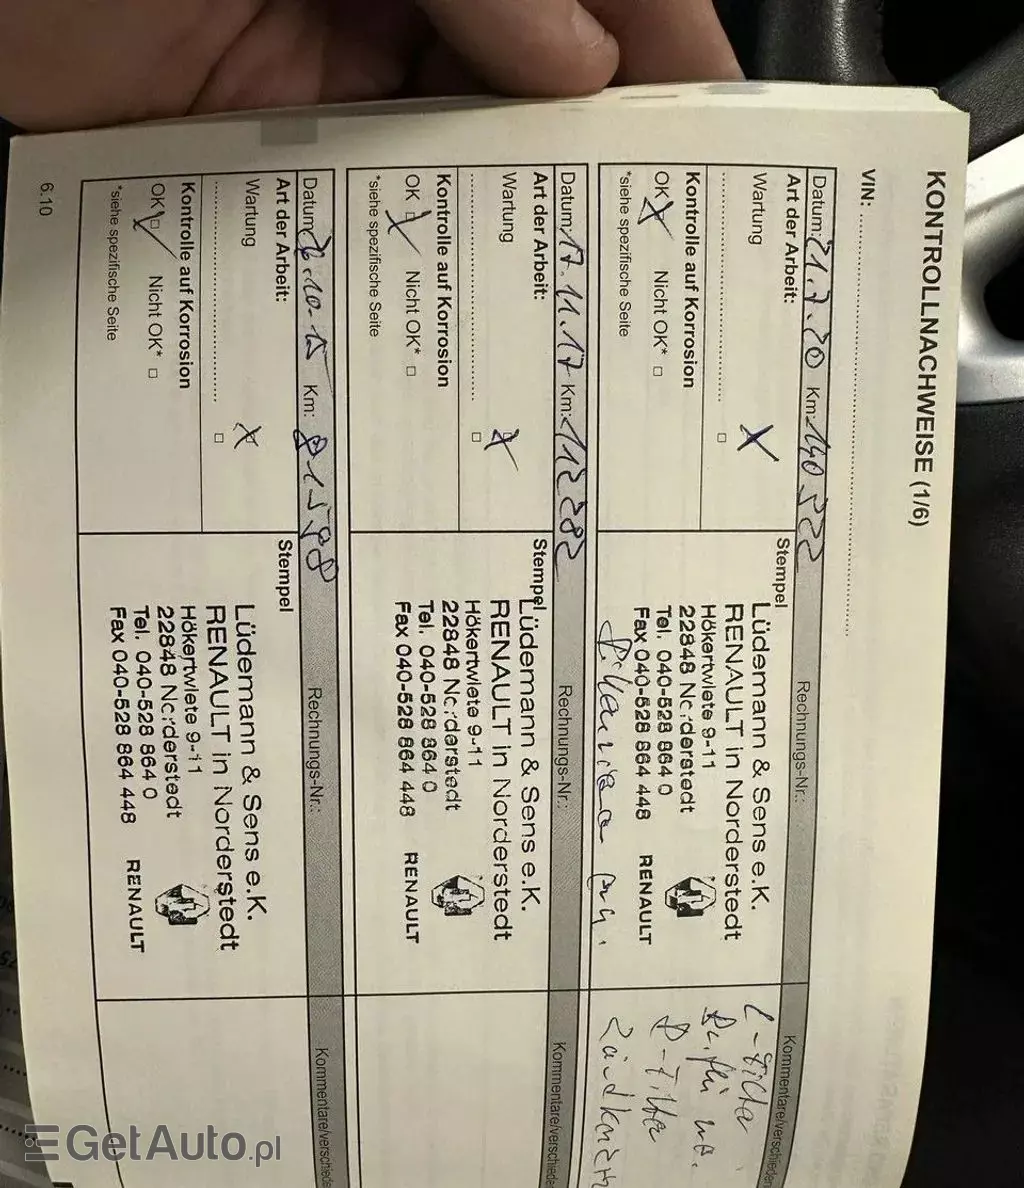 KONTROLLNACHWEISE (1/6)
VIN:
Datum: 21.7.20 Km: 140 522 Rechnungs-Nr.: Kommentare/verschieden
Art der Arbeit:
Wartung
Kontrolle auf Korrosion
OK Nicht OK*
*siehe spezifische Seite
Stempel
Lüdemann & Sens e.K.
RENAULT in Norderstedt
Hökertwiete 9-11
22848 Norderstedt
Tel. 040-528 864 0
Fax 040-528 864 448 RENAULT
Datum: 17.11.17 Km: 112 282 Rechnungs-Nr.: Kommentare/verschieden
Art der Arbeit:
Wartung
Kontrolle auf Korrosion
OK Nicht OK*
*siehe spezifische Seite
Stempel
Lüdemann & Sens e.K.
RENAULT in Norderstedt
Hökertwiete 9-11
22848 Norderstedt
Tel. 040-528 864 0
Fax 040-528 864 448 RENAULT
Datum: 26.10.15 Km: 81598 Rechnungs-Nr.: Kommentare/verschiede
Art der Arbeit:
Wartung
Kontrolle auf Korrosion
OK Nicht OK*
*siehe spezifische Seite
Stempel
Lüdemann & Sens e.K.
RENAULT in Norderstedt
Hökertwiete 9-11
22848 Norderstedt
Tel. 040-528 864 0
Fax 040-528 864 448 RENAULT
6.10
GetAuto.pl